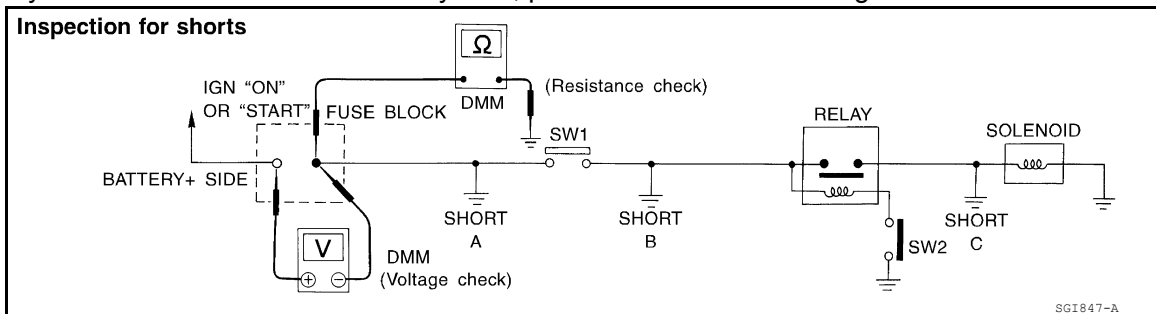 Inspection for shorts
Ω
IGN “ON”
OR “START”
FUSE BLOCK
DMM
(Resistance check)
SW1
RELAY
SOLENOID
BATTERY+ SIDE
SHORT
A
SHORT
B
SHORT
C
SW2
V
+ −
DMM
(Voltage check)
SGI847-A